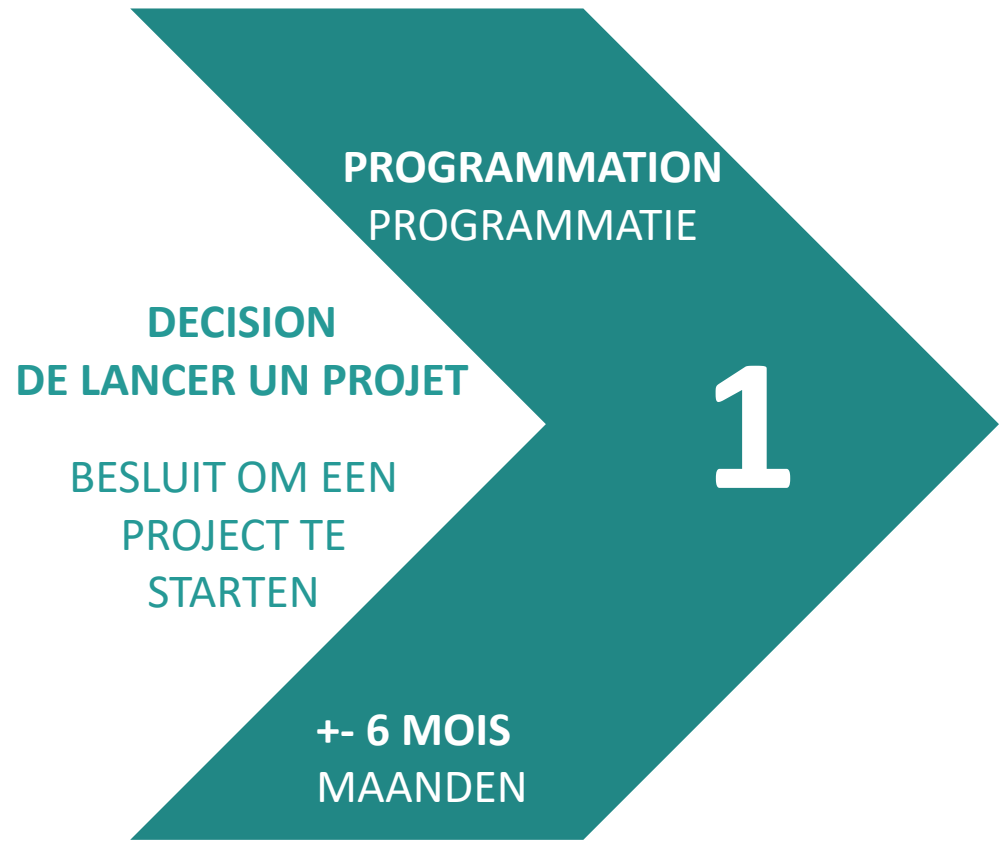 PROGRAMMATION
PROGRAMMATIE
DECISION
DE LANCER UN PROJET
BESLUIT OM EEN
PROJECT TE
STARTEN
1
+- 6 MOIS
MAANDEN